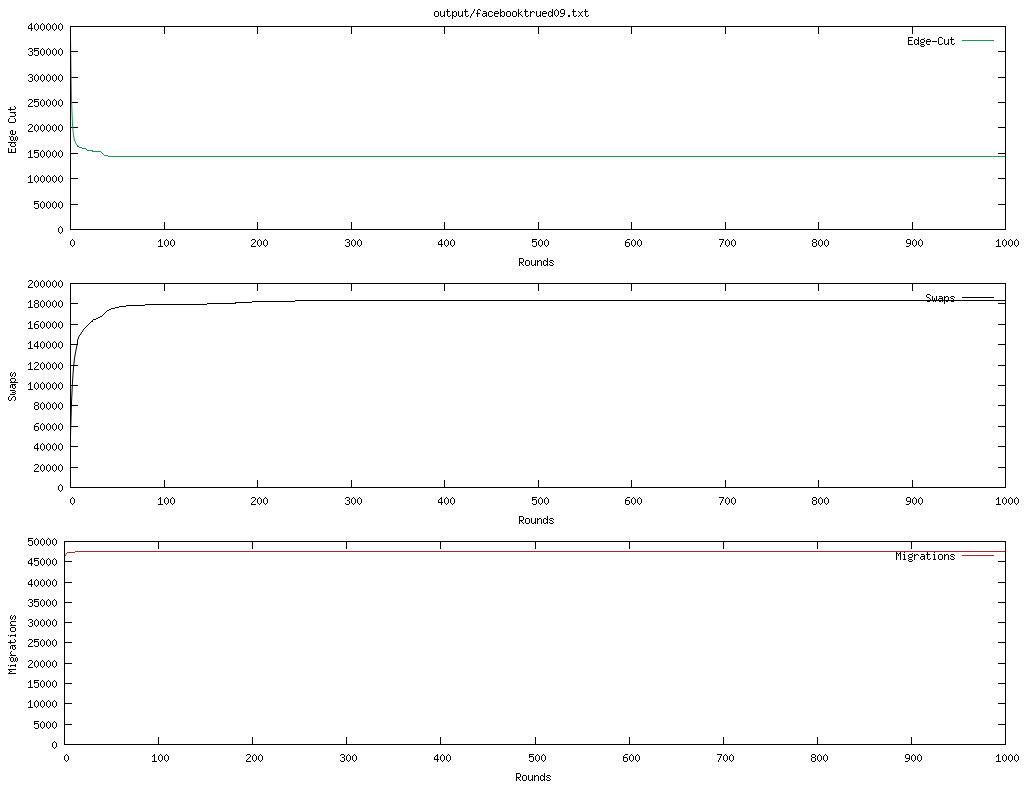 output/facebooktrued09.txt
400000
350000
300000
250000
200000
150000
100000
50000
0
Edge Cut
Edge-Cut
0 100 200 300 400 500 600 700 800 900 1000
Rounds
200000
180000
160000
140000
120000
100000
80000
60000
40000
20000
0
Swaps
Swaps
0 100 200 300 400 500 600 700 800 900 1000
Rounds
50000
45000
40000
35000
30000
25000
20000
15000
10000
5000
0
Migrations
Migrations
0 100 200 300 400 500 600 700 800 900 1000
Rounds